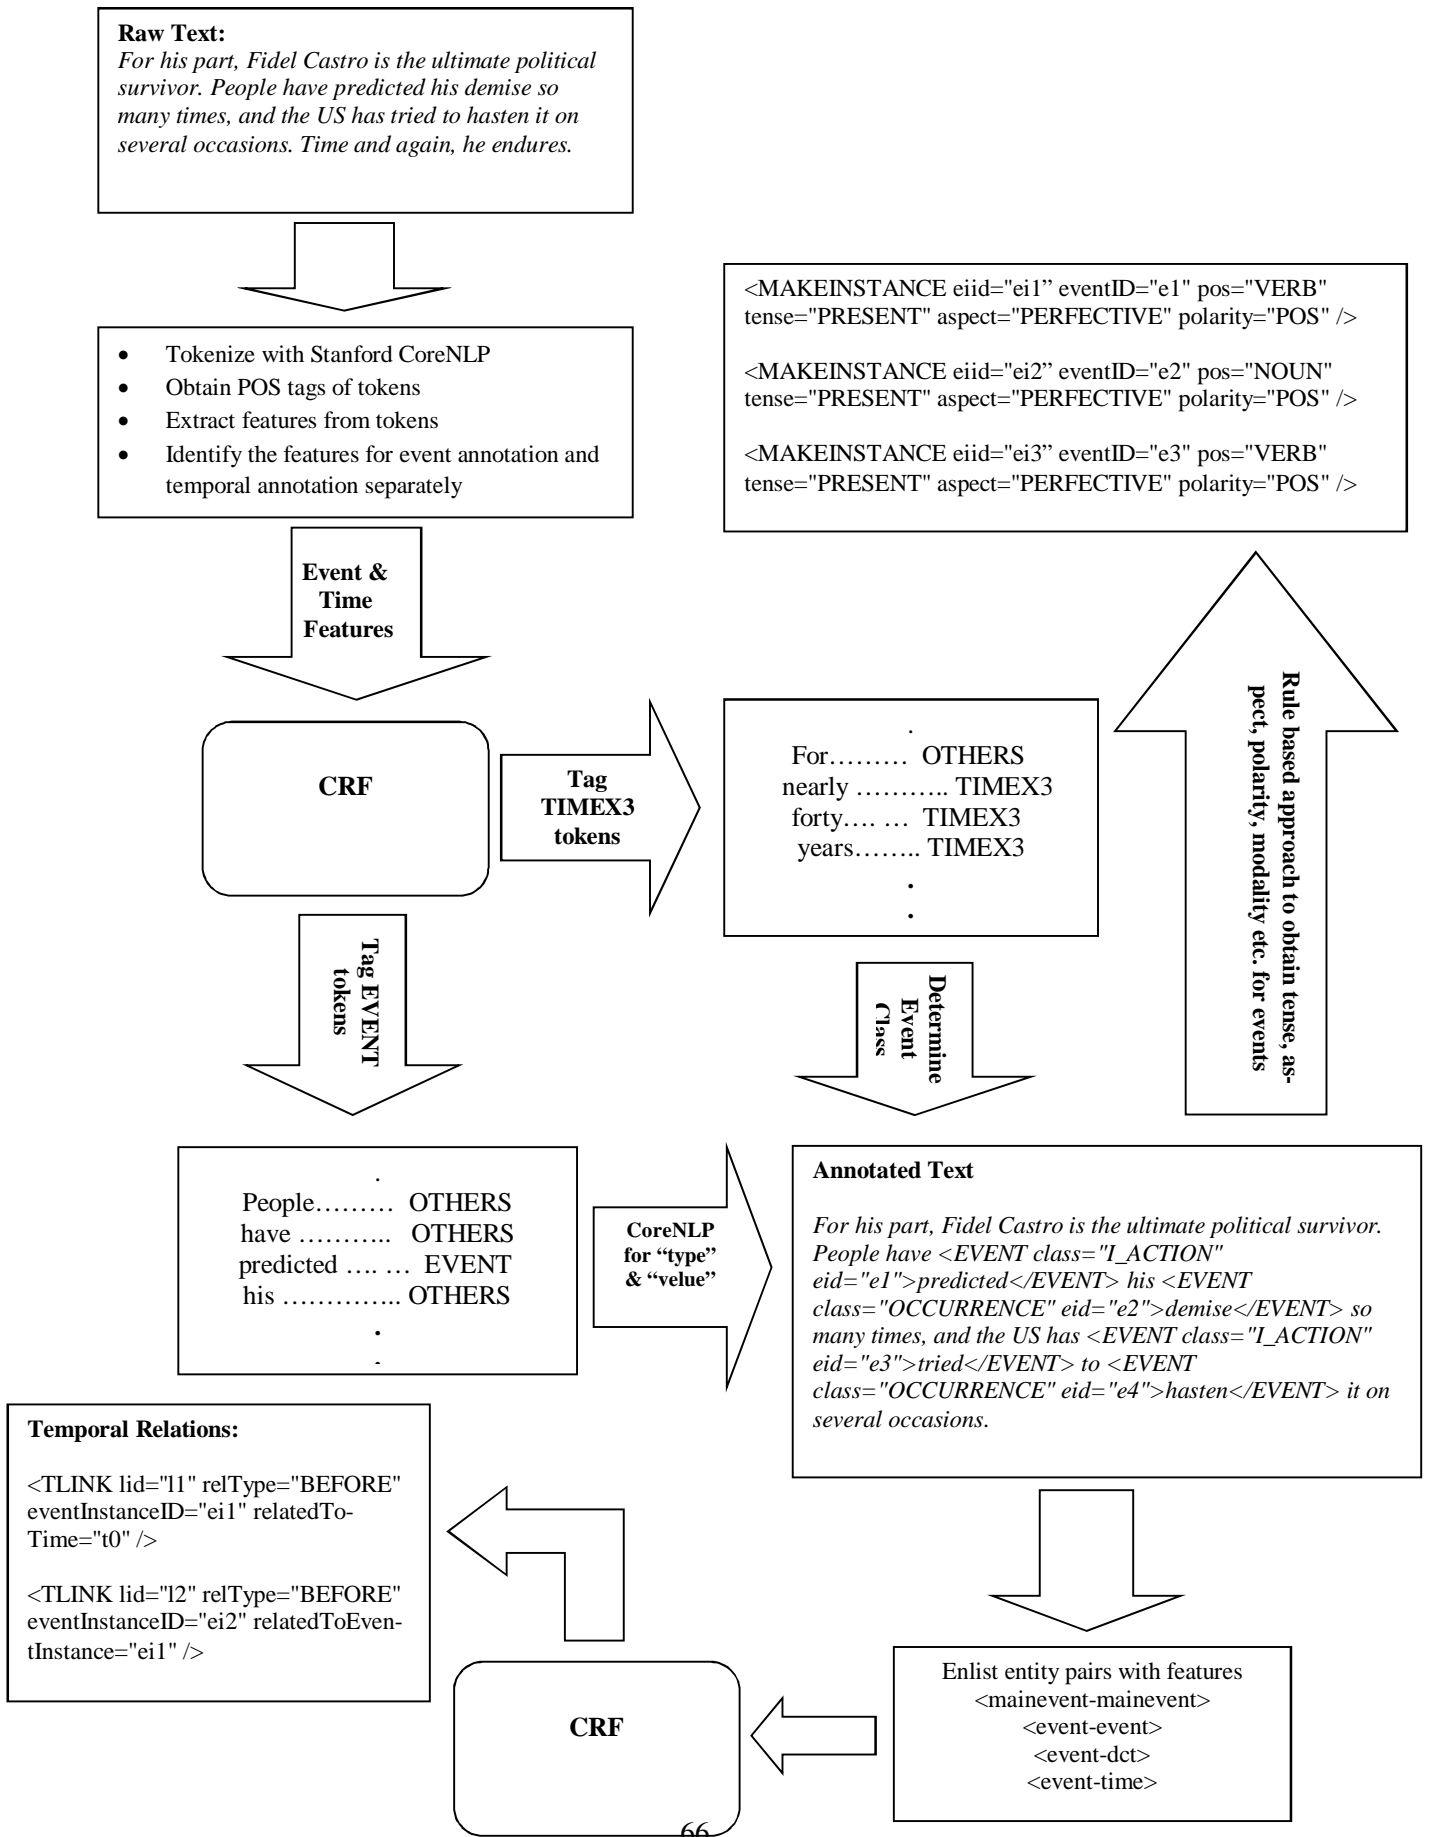 Raw Text:
For his part, Fidel Castro is the ultimate political
survivor. People have predicted his demise so
many times, and the US has tried to hasten it on
several occasions. Time and again, he endures.
• Tokenize with Stanford CoreNLP
• Obtain POS tags of tokens
• Extract features from tokens
• Identify the features for event annotation and
temporal annotation separately
<MAKEINSTANCE eiid="ei1” eventID="e1" pos="VERB"
tense="PRESENT" aspect="PERFECTIVE" polarity="POS" />
<MAKEINSTANCE eiid="ei2” eventID="e2" pos="NOUN"
tense="PRESENT" aspect="PERFECTIVE" polarity="POS" />
<MAKEINSTANCE eiid="ei3” eventID="e3" pos="VERB"
tense="PRESENT" aspect="PERFECTIVE" polarity="POS" />
Event &
Time
Features
CRF
Tag
TIMEX3
tokens
.
For……… OTHERS
nearly ……….. TIMEX3
forty…. … TIMEX3
years…….. TIMEX3
.
.
Rule based approach to obtain tense, as-
pect, polarity, modality etc. for events
Tag EVENT
tokens
Determine
Event
Class
.
People……… OTHERS
have ……….. OTHERS
predicted …. … EVENT
his ………….. OTHERS
.
.
CoreNLP
for “type”
& “velue”
Annotated Text
For his part, Fidel Castro is the ultimate political survivor.
People have <EVENT class="I_ACTION"
eid="e1">predicted</EVENT> his <EVENT
class="OCCURRENCE" eid="e2">demise</EVENT> so
many times, and the US has <EVENT class="I_ACTION"
eid="e3">tried</EVENT> to <EVENT
class="OCCURRENCE" eid="e4">hasten</EVENT> it on
several occasions.
Temporal Relations:
<TLINK lid="l1" relType="BEFORE"
eventInstanceID="ei1" relatedTo-
Time="t0" />
<TLINK lid="l2" relType="BEFORE"
eventInstanceID="ei2" relatedToEven-
tInstance="ei1" />
Enlist entity pairs with features
<mainevent-mainevent>
<event-event>
<event-dct>
<event-time>
CRF
66